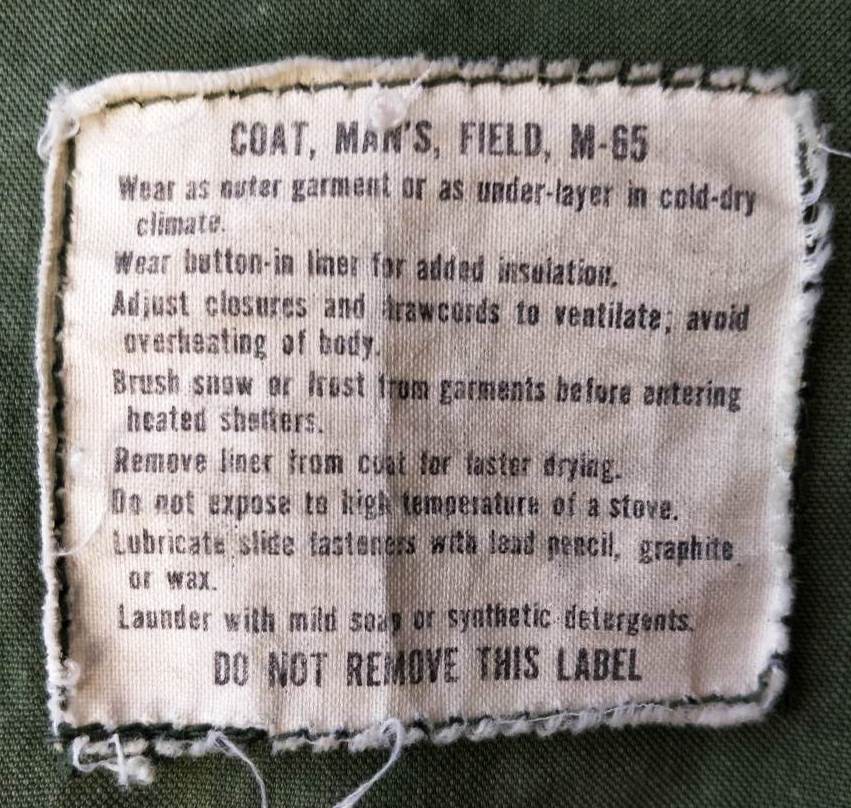 COAT, MAN'S, FIELD, M-65
Wear as outer garment or as under-layer in cold-dry
climate.
Wear button-in liner for added insulation.
Adjust closures and drawcords to ventilate; avoid
overheating of body.
Brush snow or frost from garments before entering
heated shelters.
Remove liner from coat for faster drying.
Do not expose to high temperature of a stove.
Lubricate slide fasteners with lead pencil, graphite
or wax.
Launder with mild soap or synthetic detergents.
DO NOT REMOVE THIS LABEL